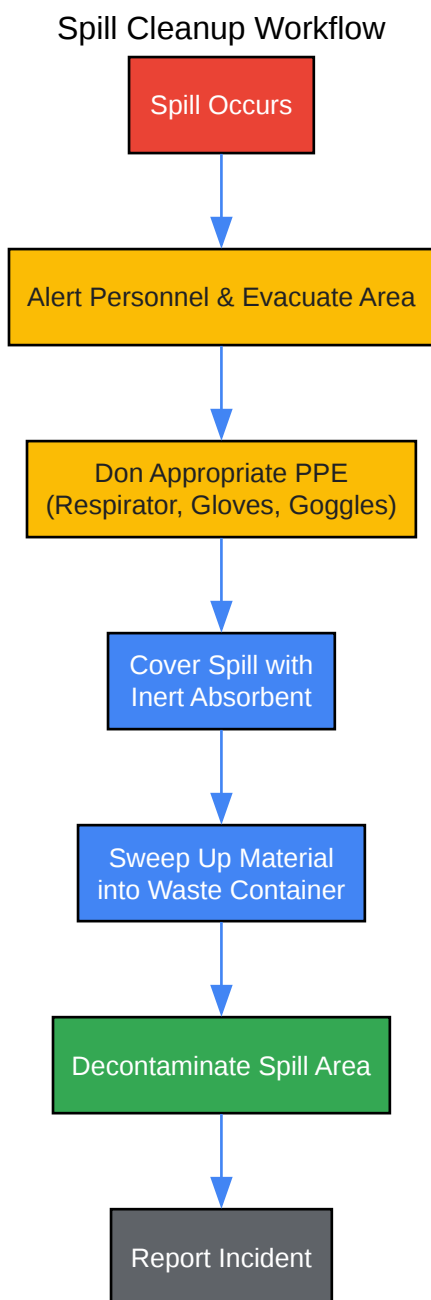 Spill Cleanup Workflow
Spill Occurs
Alert Personnel & Evacuate Area
Don Appropriate PPE
(Respirator, Gloves, Goggles)
Cover Spill with
Inert Absorbent
Sweep Up Material
into Waste Container
Decontaminate Spill Area
Report Incident